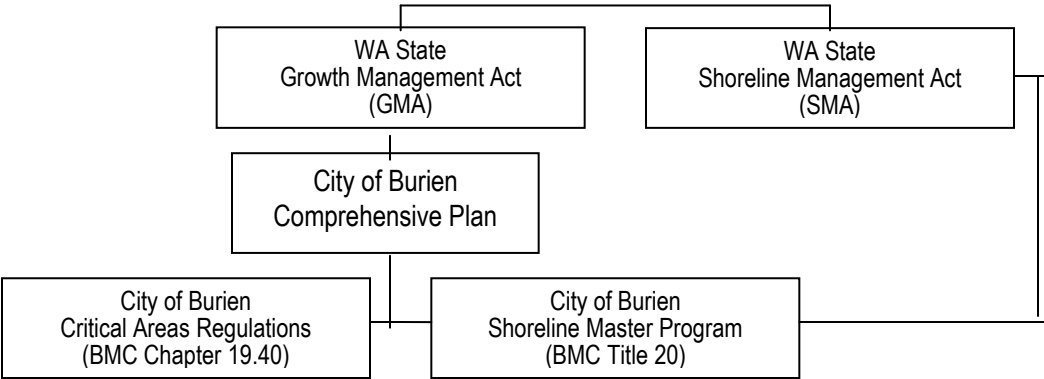 WA State
Growth Management Act
(GMA)
WA State
Shoreline Management Act
(SMA)
City of Burien
Comprehensive Plan
City of Burien
Critical Areas Regulations
(BMC Chapter 19.40)
City of Burien
Shoreline Master Program
(BMC Title 20)